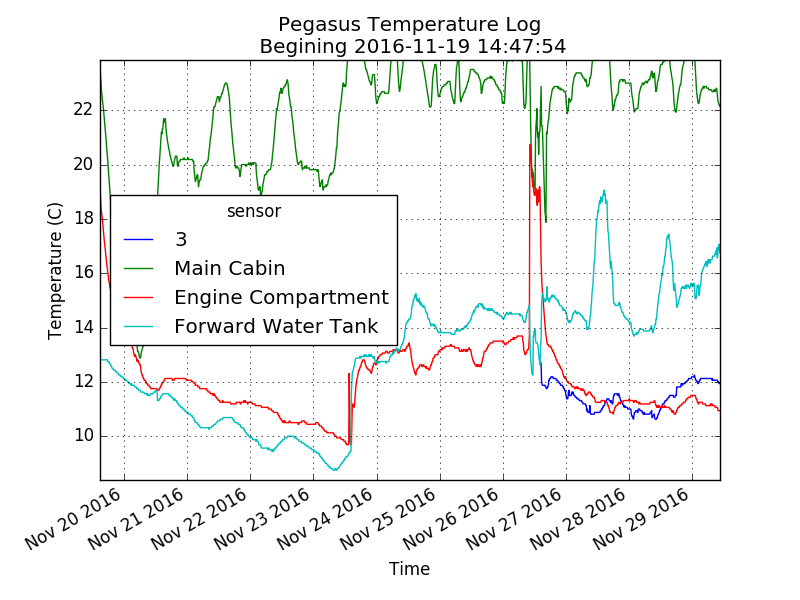 Pegasus Temperature Log
Begining 2016-11-19 14:47:54
Temperature (C)
22
20
18
16
14
12
10
sensor
3
Main Cabin
Engine Compartment
Forward Water Tank
Nov 20 2016
Nov 21 2016
Nov 22 2016
Nov 23 2016
Nov 24 2016
Nov 25 2016
Nov 26 2016
Nov 27 2016
Nov 28 2016
Nov 29 2016
Time